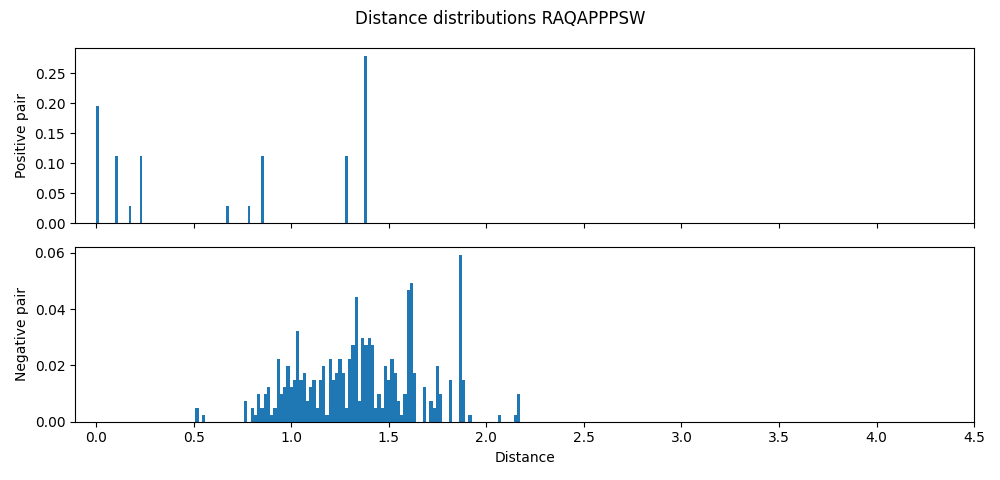 Distance distributions RAQAPPPSW
Positive pair
0.25
0.20
0.15
0.10
0.05
0.00
Negative pair
0.06
0.04
0.02
0.00
0.0 0.5 1.0 1.5 2.0 2.5 3.0 3.5 4.0 4.5
Distance